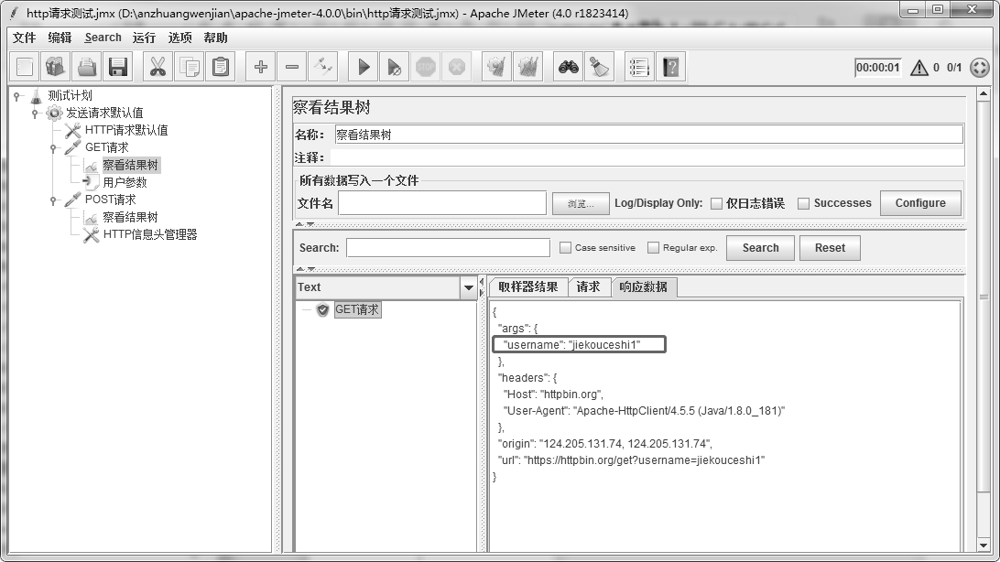 http请求测试.jmx (D:\anzhuangwenjian\apache-jmeter-4.0.0\bin\http请求测试.jmx) - Apache JMeter (4.0 r1823414)
文件 编辑 Search 运行 选项 帮助
STOP
00:00:01 0 0/1
测试计划
发送请求默认值
HTTP请求默认值
GET请求
察看结果树
用户参数
POST请求
察看结果树
HTTP信息头管理器
察看结果树
名称: 察看结果树
注释:
所有数据写入一个文件
文件名 浏览... Log/Display Only: 仅日志错误 Successes Configure
Search: Case sensitive Regular exp. Search Reset
Text
GET请求
取样器结果 请求 响应数据
{
"args": {
"username": "jiekouceshi1"
},
"headers": {
"Host": "httpbin.org",
"User-Agent": "Apache-HttpClient/4.5.5 (Java/1.8.0_181)"
},
"origin": "124.205.131.74, 124.205.131.74",
"url": "https://httpbin.org/get?username=jiekouceshi1"
}